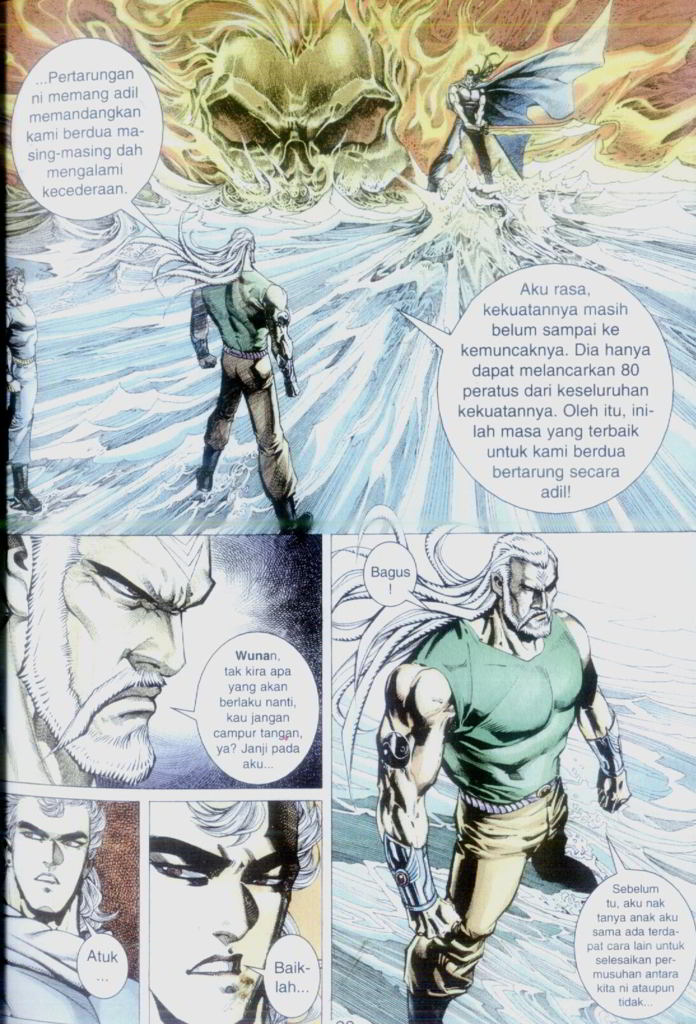 ...Pertarungan
ni memang adil
memandangkan
kami berdua ma-
sing-masing dah
mengalami
kecederaan.
Aku rasa,
kekuatannya masih
belum sampai ke
kemuncaknya. Dia hanya
dapat melancarkan 80
peratus dari keseluruhan
kekuatannya. Oleh itu, ini-
lah masa yang terbaik
untuk kami berdua
bertarung secara
adil!
Wunan,
tak kira apa
yang akan
berlaku nanti,
kau jangan
campur tangan,
ya? Janji pada
aku...
Atuk
...
Baik-
lah...
Bagus
!
Sebelum
tu, aku nak
tanya anak aku
sama ada terda-
pat cara lain untuk
selesaikan per-
musuhan antara
kita ni ataupun
tidak...